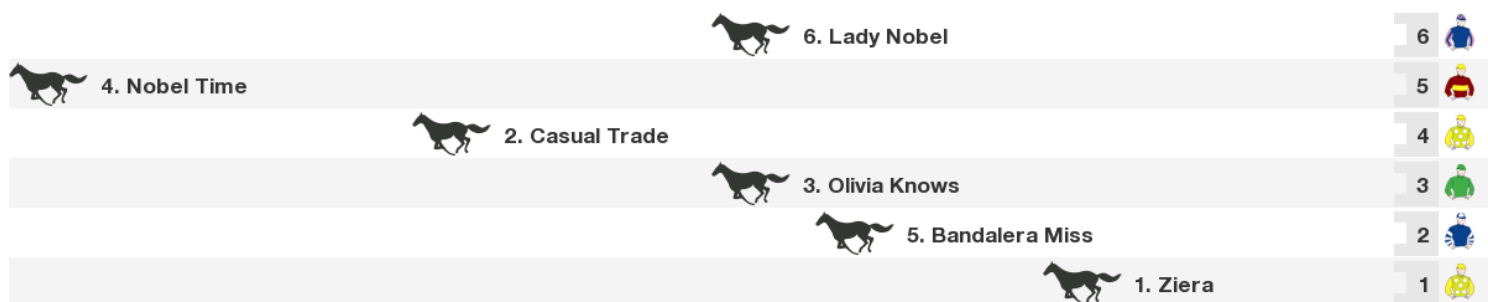 6. Lady Nobel 6
4. Nobel Time 5
2. Casual Trade 4
3. Olivia Knows 3
5. Bandalera Miss 2
1. Ziera 1